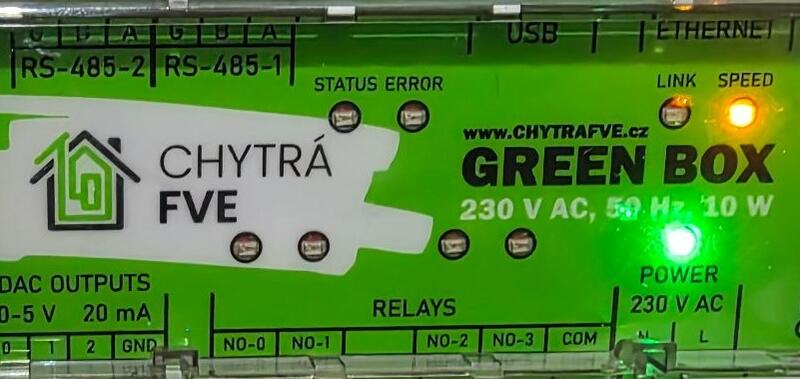 G B A G B A USB ETHERNET
RS-485-2 RS-485-1
STATUS ERROR LINK SPEED
www.CHYTRAFVE.cz
CHYTRÁ
FVE
GREEN BOX
230 V AC, 50 Hz, 10 W
DAC OUTPUTS
0-5 V 20 mA
RELAYS
POWER
230 V AC
0 1 2 GND NO-0 NO-1 NO-2 NO-3 COM N L